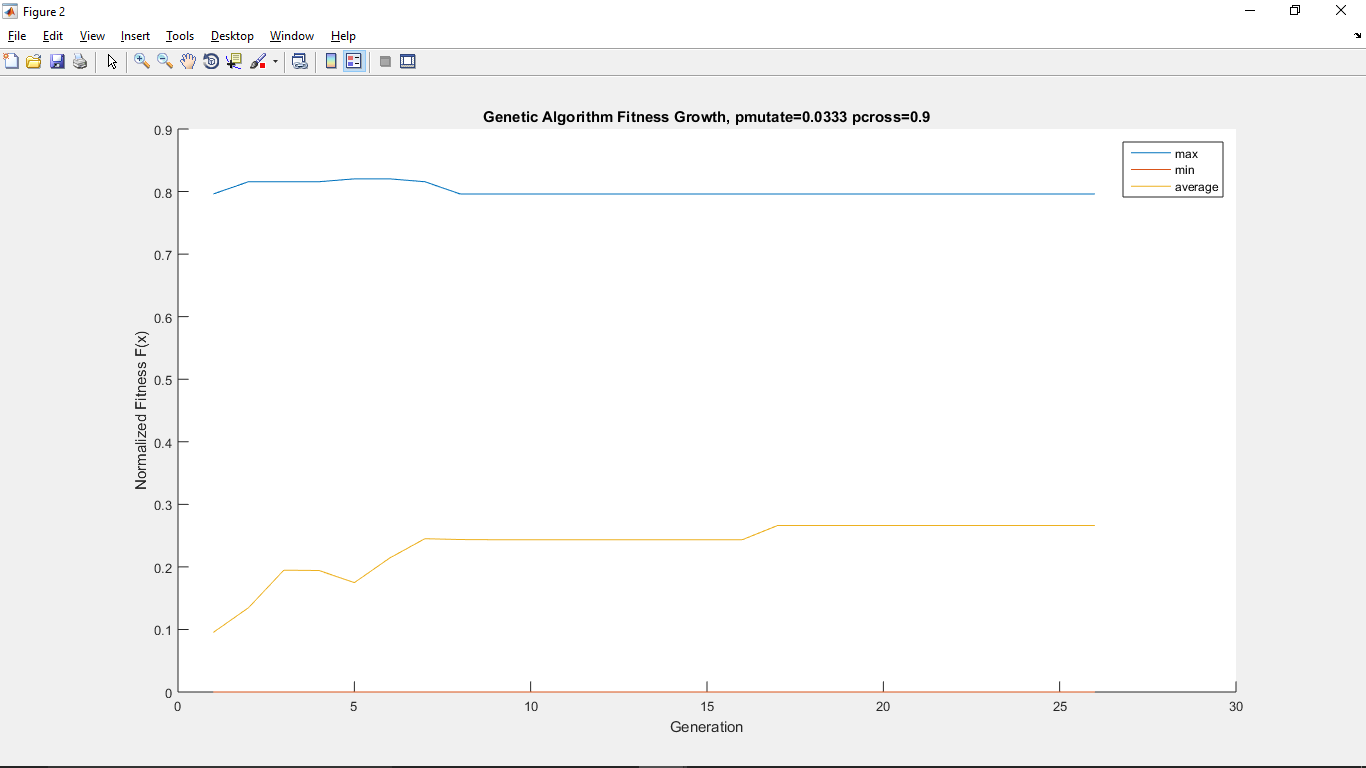 Figure 2
File Edit View Insert Tools Desktop Window Help
Genetic Algorithm Fitness Growth, pmutate=0.0333 pcross=0.9
max
min
average
Normalized Fitness F(x)
0.9
0.8
0.7
0.6
0.5
0.4
0.3
0.2
0.1
0
0 5 10 15 20 25 30
Generation